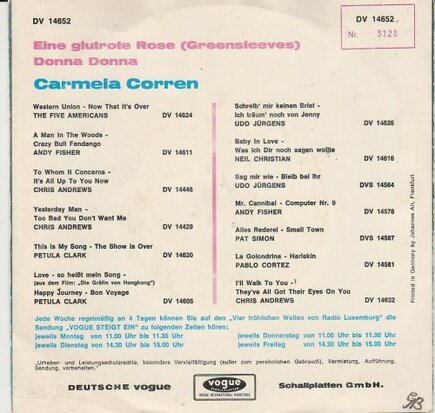 DV 14652
DV 14652
Nr. 3128
Eine glutrote Rose (Greensleeves)
Donna Donna
Carmela Corren
Western Union - Now That It's Over
THE FIVE AMERICANS DV 14624
A Man In The Woods -
Crazy Bull Fandango
ANDY FISHER DV 14611
To Whom It Concerns -
It's All Up To You Now
CHRIS ANDREWS DV 14446
Yesterday Man -
Too Bad You Don't Want Me
CHRIS ANDREWS DV 14429
This is My Song - The Show is Over
PETULA CLARK DV 14620
Love - so heißt mein Song -
(aus dem Film: „Die Gräfin von Hongkong")
Happy Journey - Bon Voyage
PETULA CLARK DV 14605
Schreib' mir keinen Brief -
Ich träum' noch von Jenny
UDO JÜRGENS DV 14635
Baby In Love -
Was ich Dir noch sagen wollte
NEIL CHRISTIAN DV 14616
Sag mir wie - Bleib bei ihr
UDO JÜRGENS DVS 14564
Mr. Cannibal - Computer Nr. 9
ANDY FISHER DV 14578
Alles Rederei - Small Town
PAT SIMON DVS 14587
La Golondrina - Harlekin
PABLO CORTEZ DV 14581
I'll Walk To You -
They've All Got Their Eyes On You
CHRIS ANDREWS DV 14632
Printed in Germany by Johannes Alt, Frankfurt
Jede Woche regelmäßig an 4 Tagen können Sie auf den „Vier fröhlichen Wellen von Radio Luxemburg" die
Sendung „VOGUE STEIGT EIN" zu folgenden Zeiten hören:
jeweils Montag von 11.00 Uhr bis 11.30 Uhr jeweils Donnerstag von 11.00 Uhr bis 11.30 Uhr
jeweils Dienstag von 14.30 Uhr bis 15.00 Uhr jeweils Freitag von 14.30 Uhr bis 15.00 Uhr
„Urheber- und Leistungsschutzrechte, besonders Vervielfältigung (außer zum persönlichen Gebrauch), Vermietung, Aufführung,
Sendung, vorbehalten."
DEUTSCHE vogue
vogue
Schallplatten GmbH.
VOGUE INTERNATIONAL INDUSTRIES